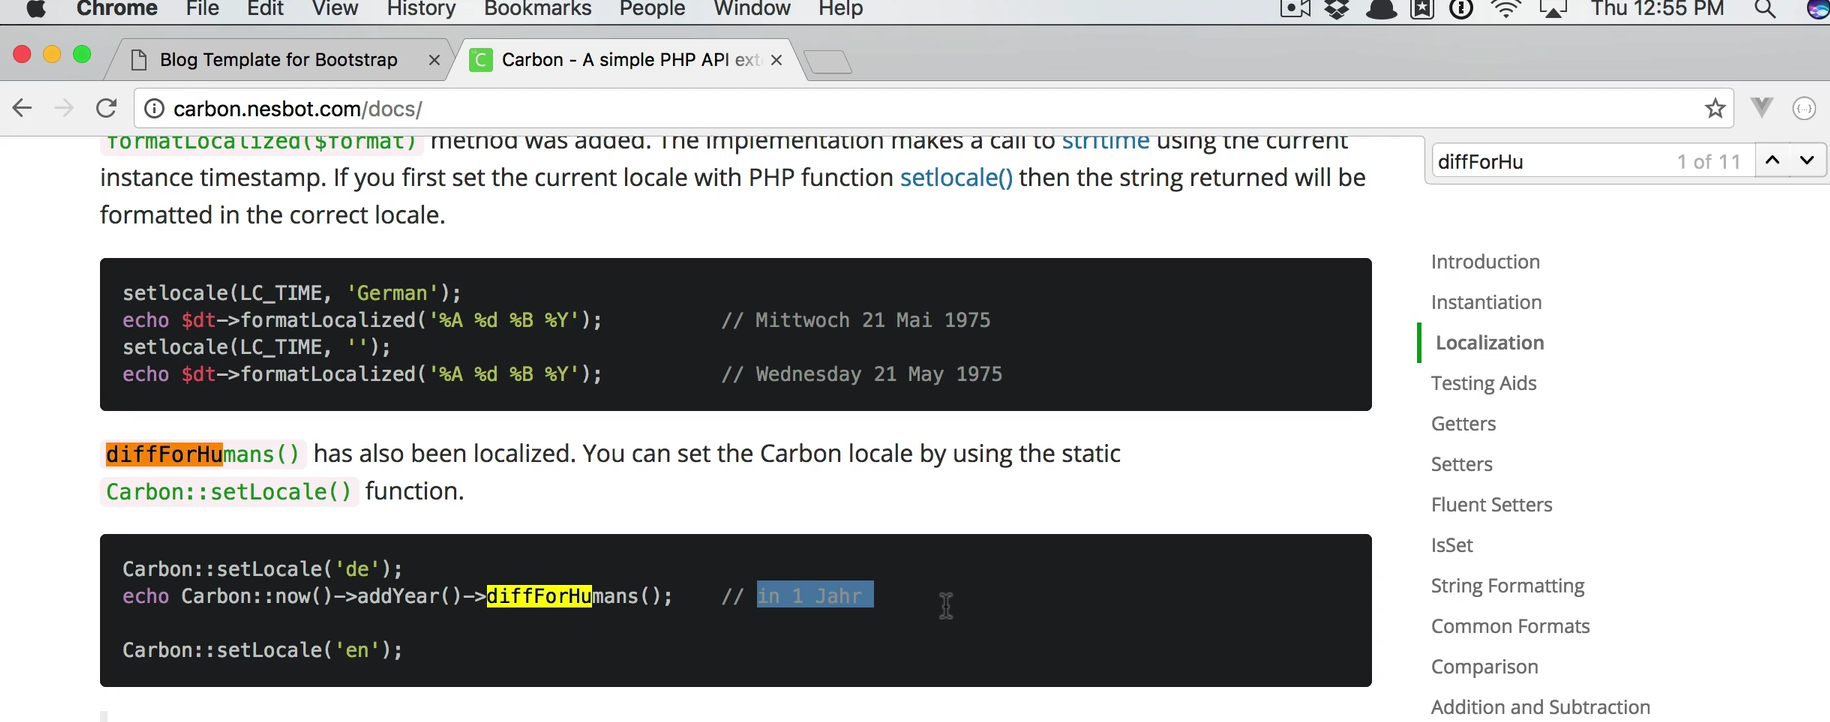 Chrome File Edit View History Bookmarks People Window Help Thu 12:55 PM
Blog Template for Bootstrap × Carbon - A simple PHP API ext ×
carbon.nesbot.com/docs/
diffForHu 1 of 11
formatLocalized($format) method was added. The implementation makes a call to strftime using the current
instance timestamp. If you first set the current locale with PHP function setlocale() then the string returned will be
formatted in the correct locale.
setlocale(LC_TIME, 'German');
echo $dt->formatLocalized('%A %d %B %Y'); // Mittwoch 21 Mai 1975
setlocale(LC_TIME, '');
echo $dt->formatLocalized('%A %d %B %Y'); // Wednesday 21 May 1975
diffForHumans() has also been localized. You can set the Carbon locale by using the static
Carbon::setLocale() function.
Carbon::setLocale('de');
echo Carbon::now()->addYear()->diffForHumans(); // in 1 Jahr
Carbon::setLocale('en');
Introduction
Instantiation
Localization
Testing Aids
Getters
Setters
Fluent Setters
IsSet
String Formatting
Common Formats
Comparison
Addition and Subtraction